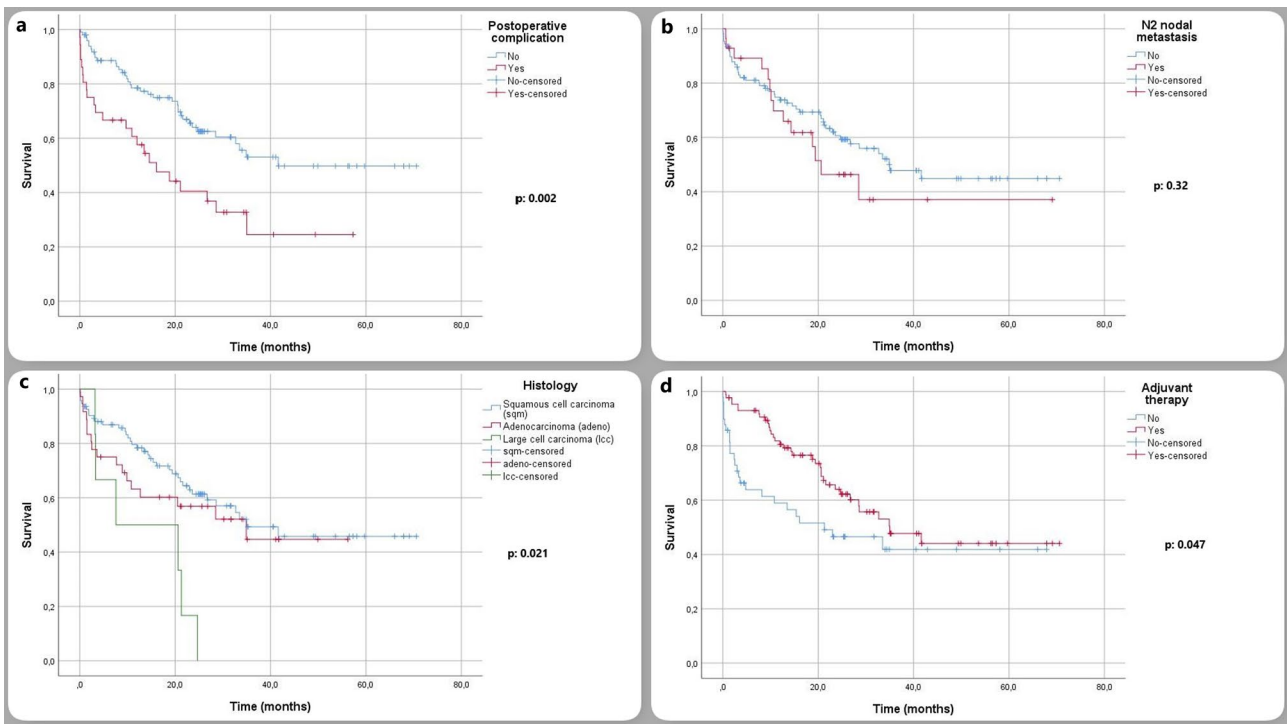 a
Postoperative
complication
No
Yes
No-censored
Yes-censored
1,0
0,8
0,6
0,4
0,2
0,0
Survival
p: 0.002
,0
20,0
40,0
60,0
80,0
Time (months)
b
N2 nodal
metastasis
No
Yes
No-censored
Yes-censored
1,0
0,8
0,6
0,4
0,2
0,0
Survival
p: 0.32
,0
20,0
40,0
60,0
80,0
Time (months)
c
Histology
Squamous cell carcinoma
(sqm)
Adenocarcinoma (adeno)
Large cell carcinoma (lcc)
sqm-censored
adeno-censored
lcc-censored
1,0
0,8
0,6
0,4
0,2
0,0
Survival
p: 0.021
,0
20,0
40,0
60,0
80,0
Time (months)
d
Adjuvant
therapy
No
Yes
No-censored
Yes-censored
1,0
0,8
0,6
0,4
0,2
0,0
Survival
p: 0.047
,0
20,0
40,0
60,0
80,0
Time (months)